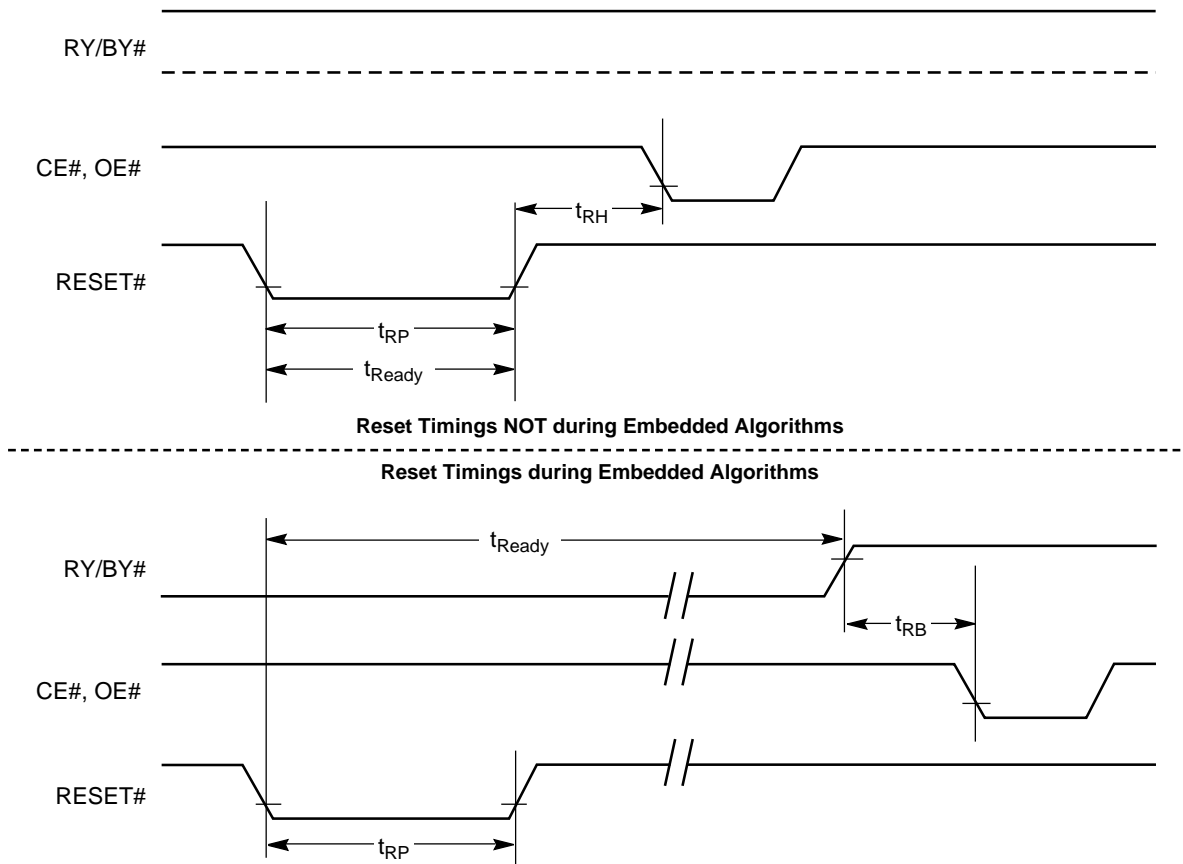 RY/BY#
CE#, OE#
tRH
RESET#
tRP
tReady
Reset Timings NOT during Embedded Algorithms
Reset Timings during Embedded Algorithms
tReady
RY/BY#
tRB
CE#, OE#
RESET#
tRP